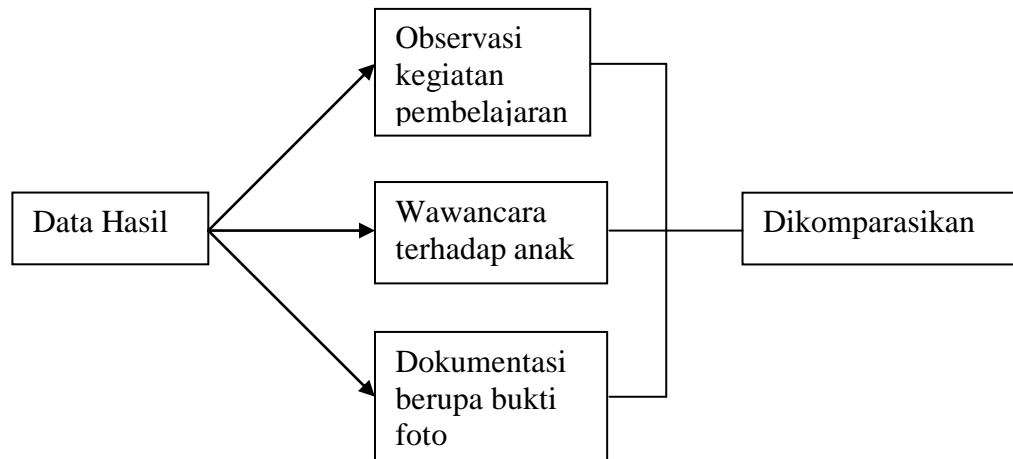 Observasi
kegiatan
pembelajaran
Data Hasil
Wawancara
terhadap anak
Dikomparasikan
Dokumentasi
berupa bukti
foto